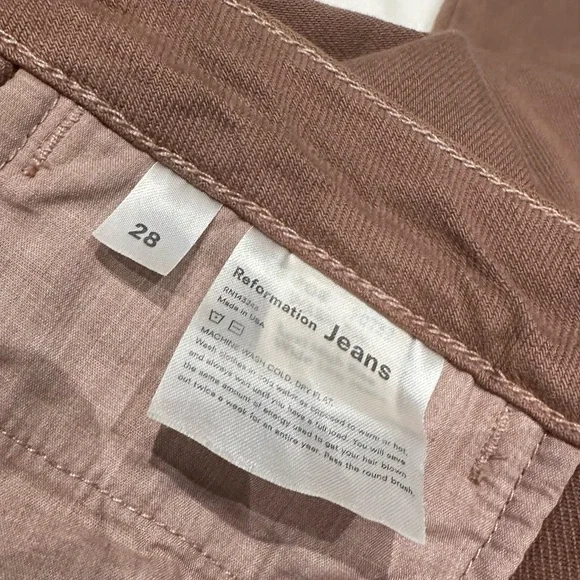 28
Reformation Jeans
RN143246
Made in USA
MACHINE WASH COLD, DRY FLAT.
Wash clothes in cold water as opposed to warm or hot,
and always wait until you have a full load. You will save
the same amount of energy used to get your hair blown
out twice a week for an entire year. Pass the round brush.